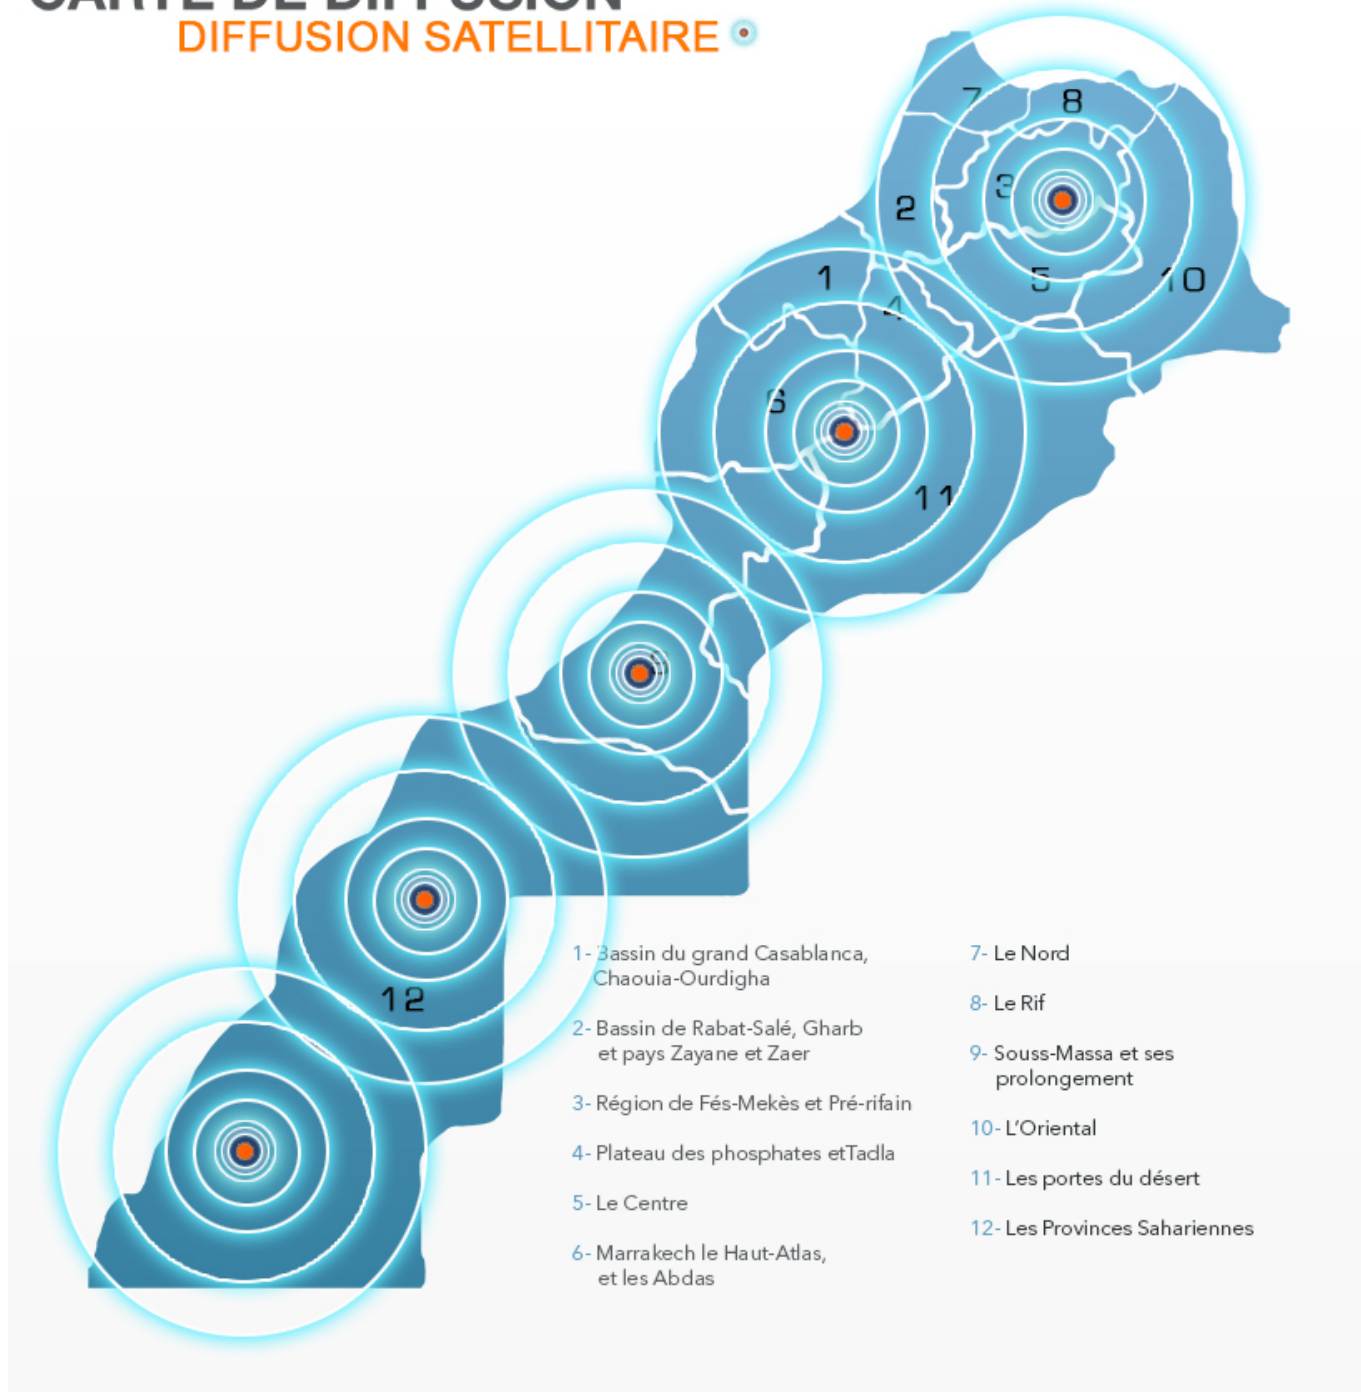 CARTE DE DIFFUSION
DIFFUSION SATELLITAIRE
7
8
3
2
5
10
1
4
6
11
9
12
1- Bassin du grand Casablanca,
Chaouia-Ourdigha
2- Bassin de Rabat-Salé, Gharb
et pays Zayane et Zaer
3- Région de Fés-Mekès et Pré-rifain
4- Plateau des phosphates etTadla
5- Le Centre
6- Marrakech le Haut-Atlas,
et les Abdas
7- Le Nord
8- Le Rif
9- Souss-Massa et ses
prolongement
10- L'Oriental
11- Les portes du désert
12- Les Provinces Sahariennes